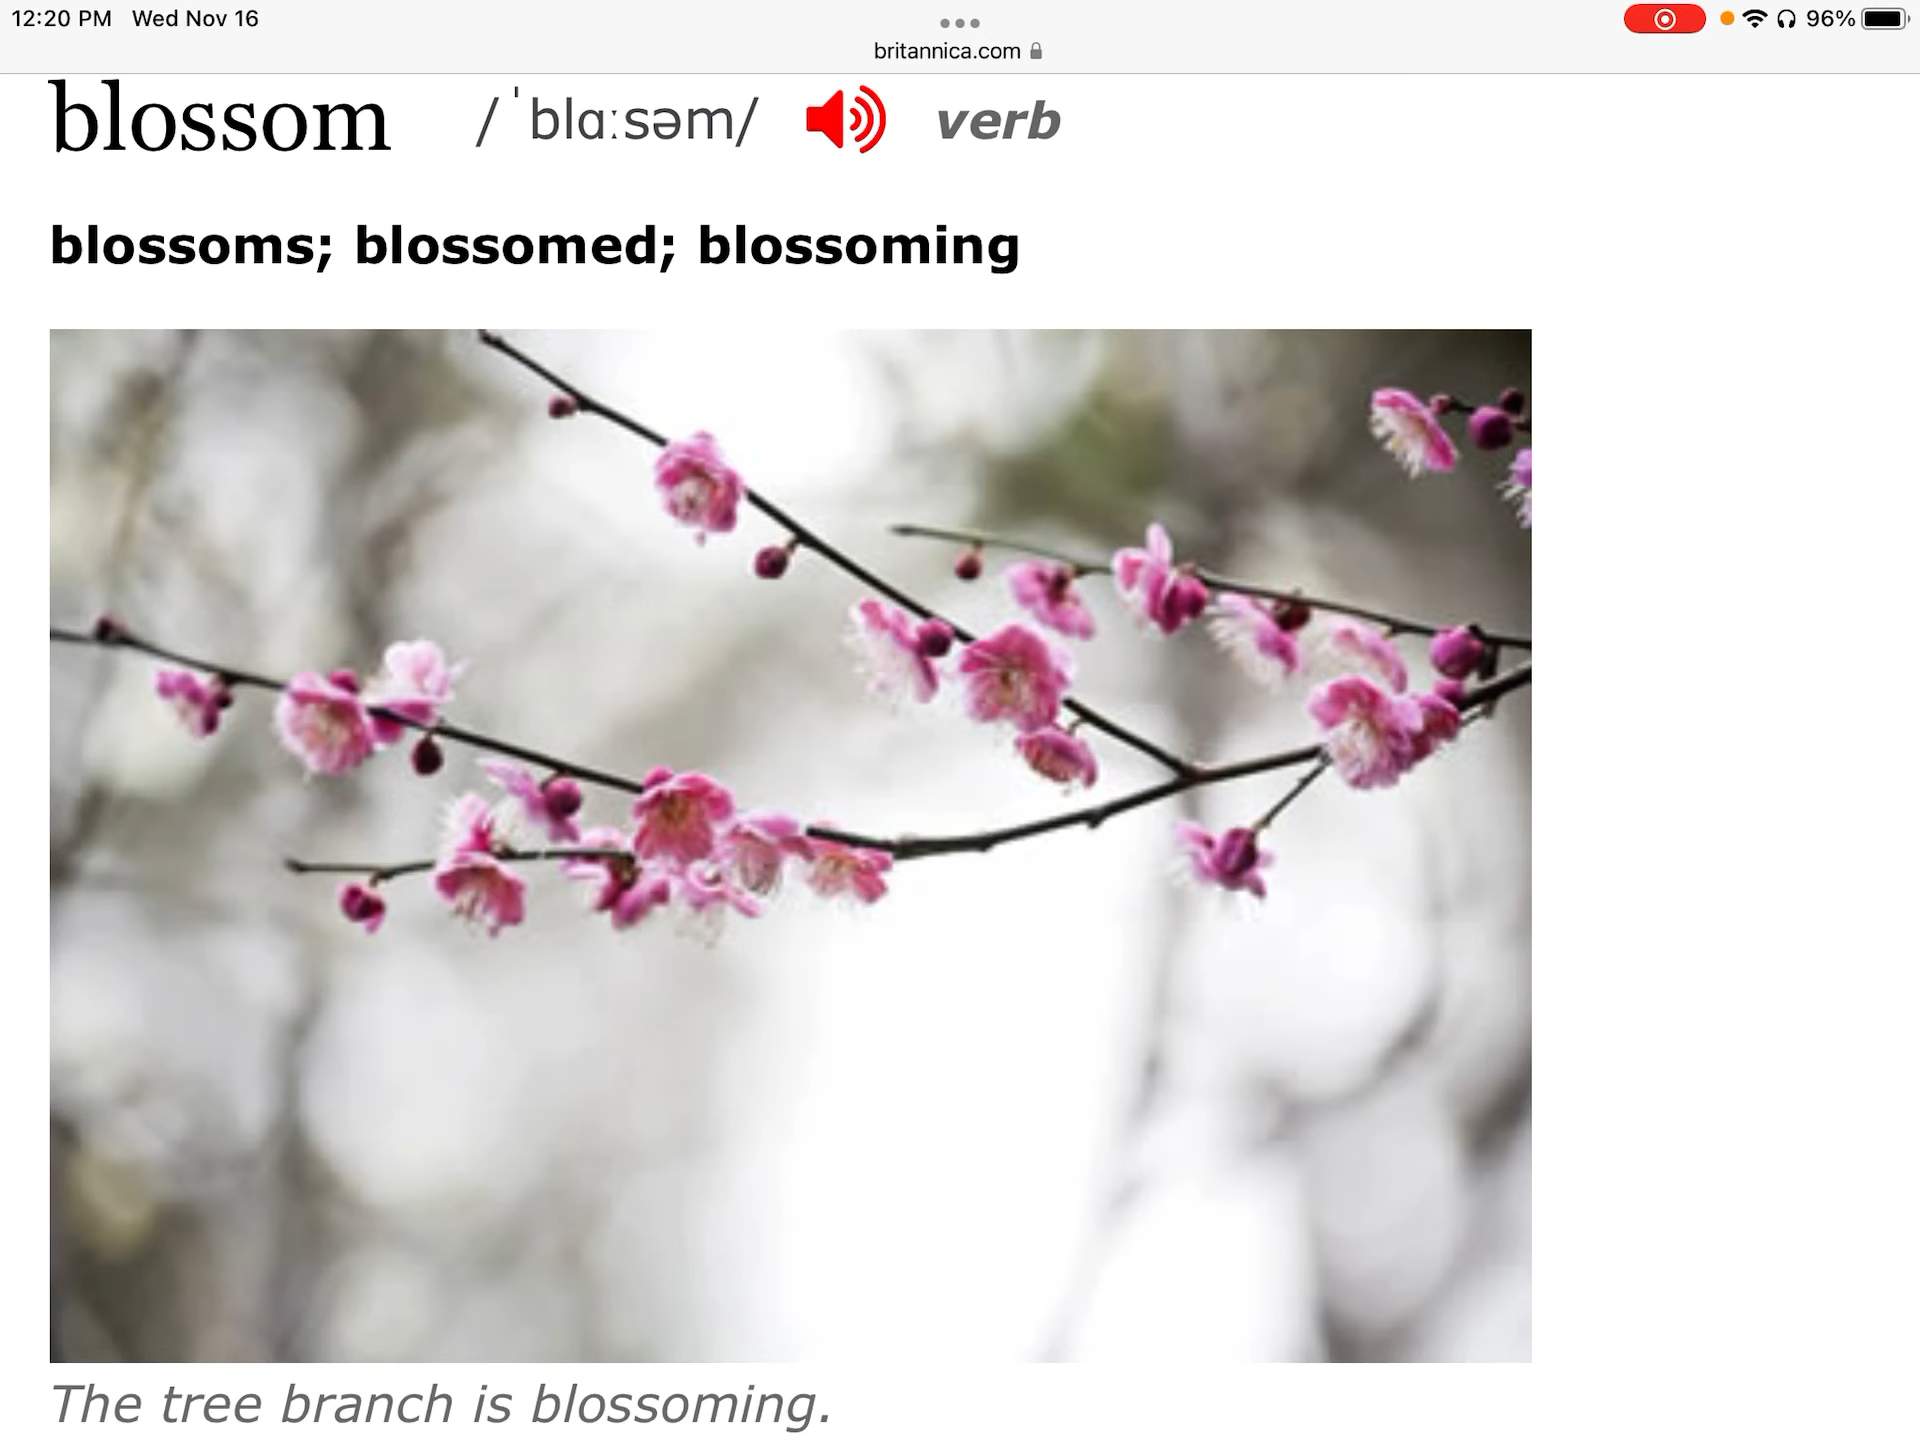 12:20 PM Wed Nov 16
96%
britannica.com
blossom /ˈblɑːsəm/ verb
blossoms; blossomed; blossoming
The tree branch is blossoming.